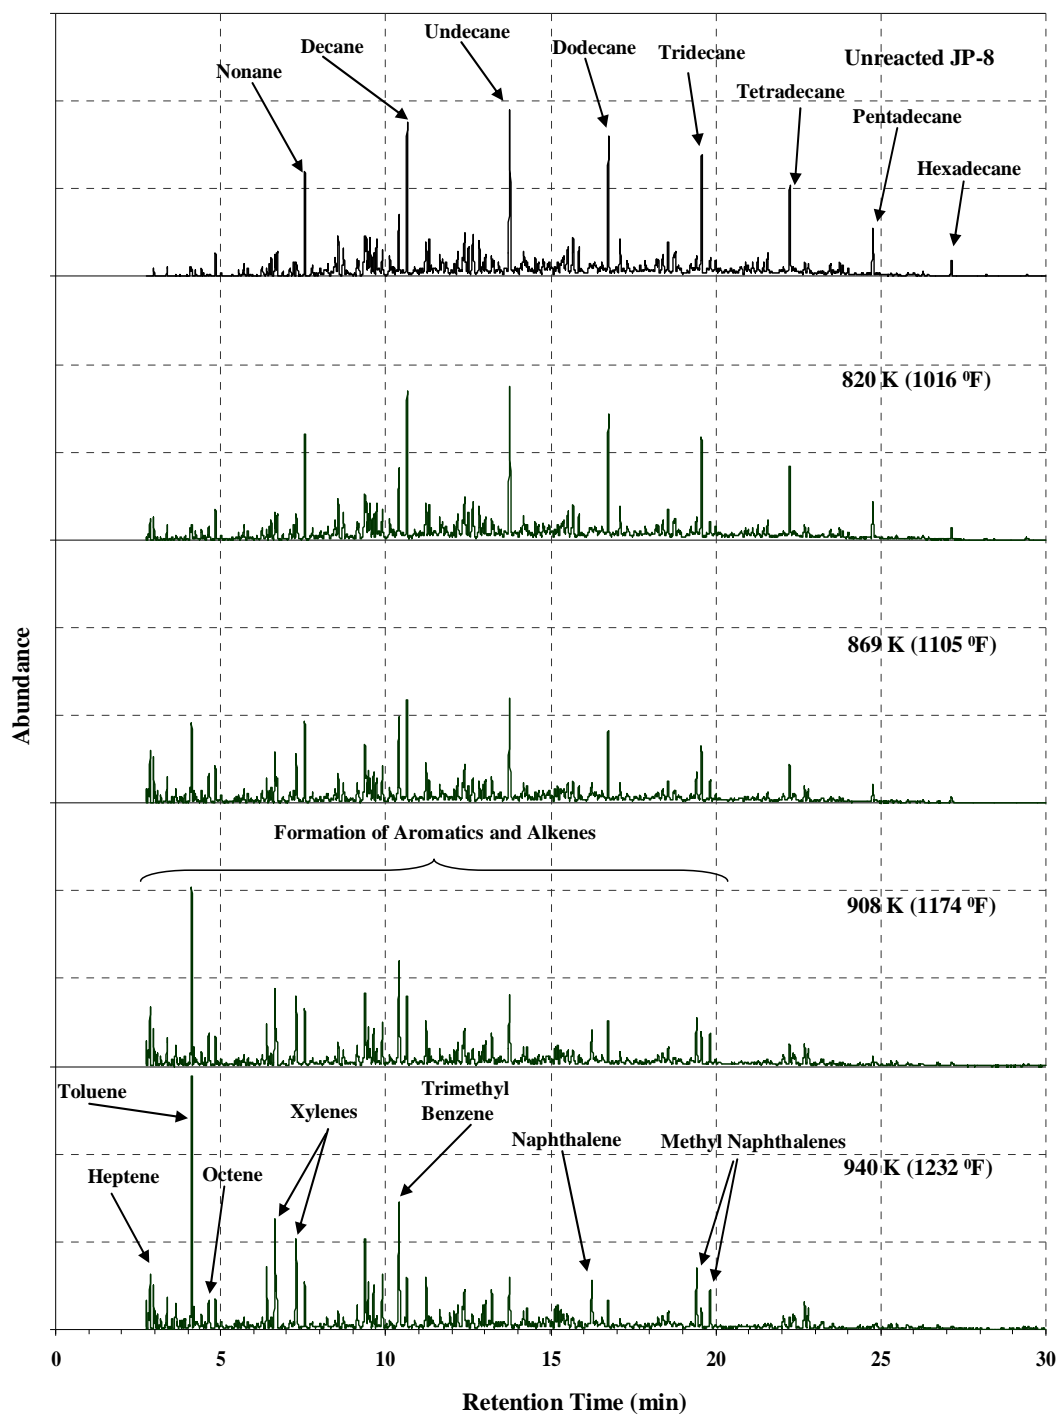 Undecane
Decane
Dodecane
Tridecane
Unreacted JP-8
Nonane
Tetradecane
Pentadecane
Hexadecane
820 K (1016 ⁰F)
869 K (1105 ⁰F)
Abundance
Formation of Aromatics and Alkenes
908 K (1174 ⁰F)
Toluene
Trimethyl
Benzene
Xylenes
Naphthalene
Methyl Naphthalenes
940 K (1232 ⁰F)
Heptene
Octene
0 5 10 15 20 25 30
Retention Time (min)